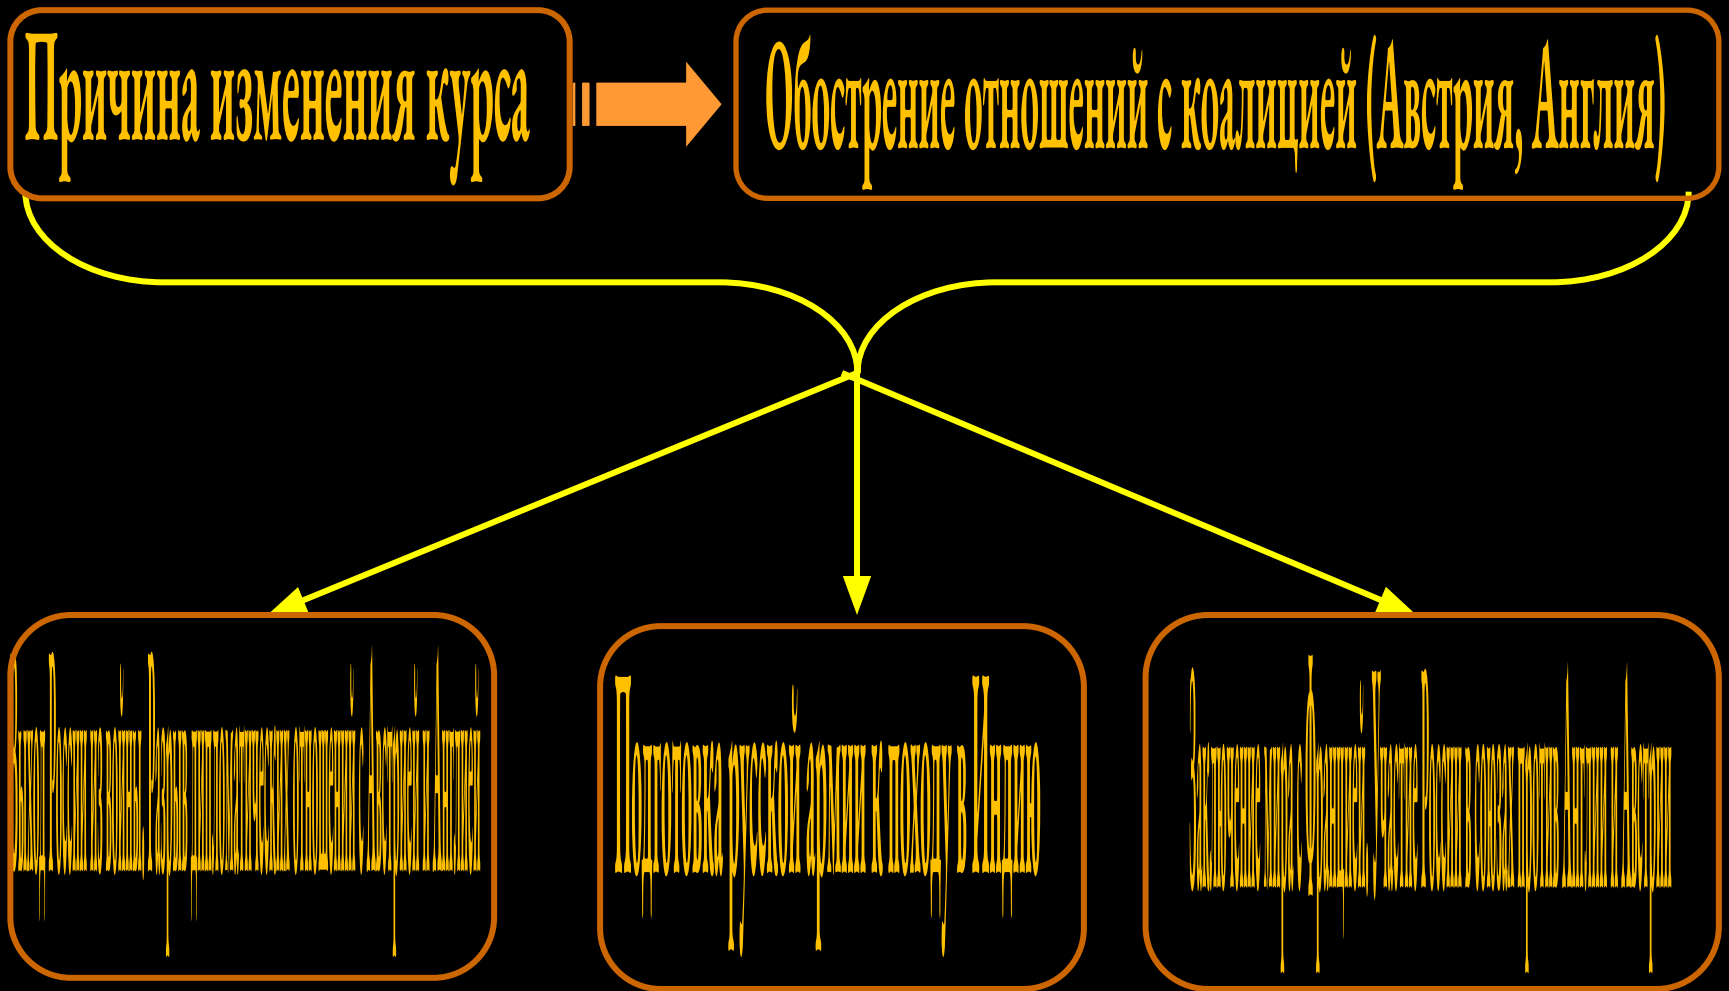 Причина изменения курса
Обострение отношений с коалицией (Австрия, Англия)
Выход России из войны. Разрыв дипломатических отношений с Австрией и Англией
Подготовка русской армии к походу в Индию
Заключение мира с Францией. Участие России в союзах против Англии и Австрии